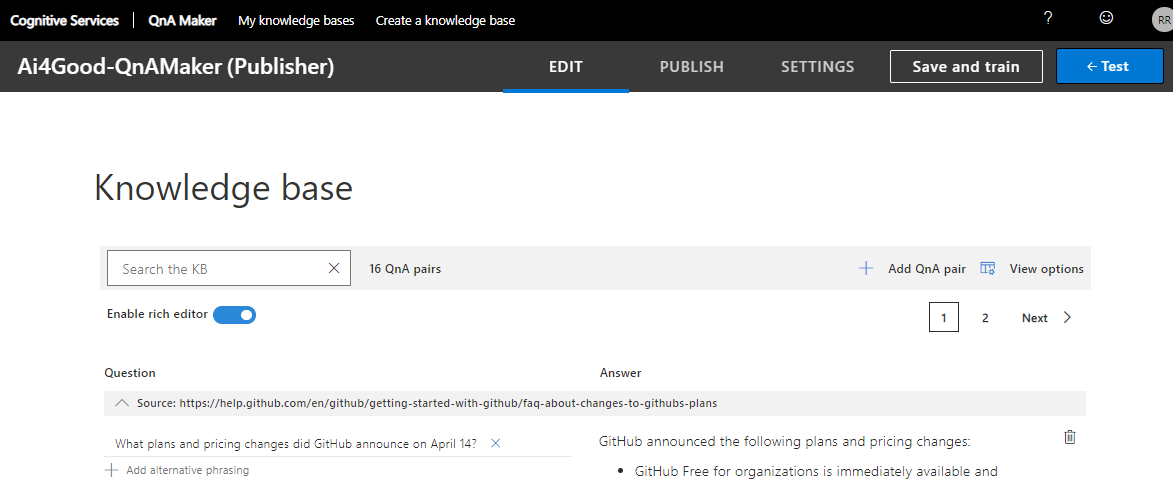 Cognitive Services | QnA Maker My knowledge bases Create a knowledge base ? RR
Ai4Good-QnAMaker (Publisher) EDIT PUBLISH SETTINGS Save and train ← Test
Knowledge base
Search the KB 16 QnA pairs Add QnA pair View options
Enable rich editor 1 2 Next
Question Answer
Source: https://help.github.com/en/github/getting-started-with-github/faq-about-changes-to-githubs-plans
What plans and pricing changes did GitHub announce on April 14? GitHub announced the following plans and pricing changes:
Add alternative phrasing • GitHub Free for organizations is immediately available and